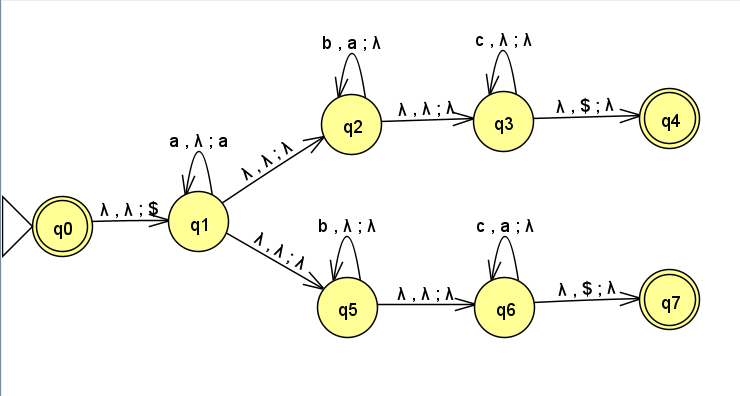 b , a ; λ
c , λ ; λ
q2
λ , λ ; λ
q3
λ , $ ; λ
q4
a , λ ; a
λ , λ ; λ
q0
λ , λ ; $
q1
λ , λ ; λ
b , λ ; λ
c , a ; λ
q5
λ , λ ; λ
q6
λ , $ ; λ
q7